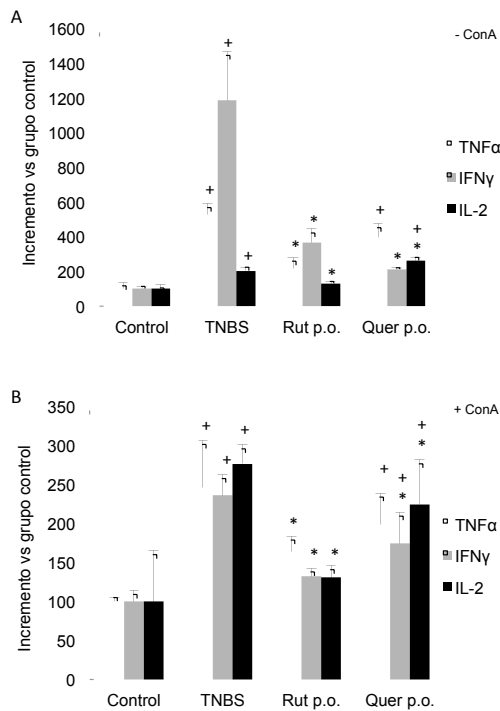 A
- ConA
Incremento vs grupo control
1600
1400
1200
1000
800
600
400
200
0
+
+
+
*
*
*
+
*
+
*
TNFα
IFNγ
IL-2
Control TNBS Rut p.o. Quer p.o.
B
+ ConA
Incremento vs grupo control
350
300
250
200
150
100
50
0
+
+
+
*
*
*
+
+
*
+
*
TNFα
IFNγ
IL-2
Control TNBS Rut p.o. Quer p.o.